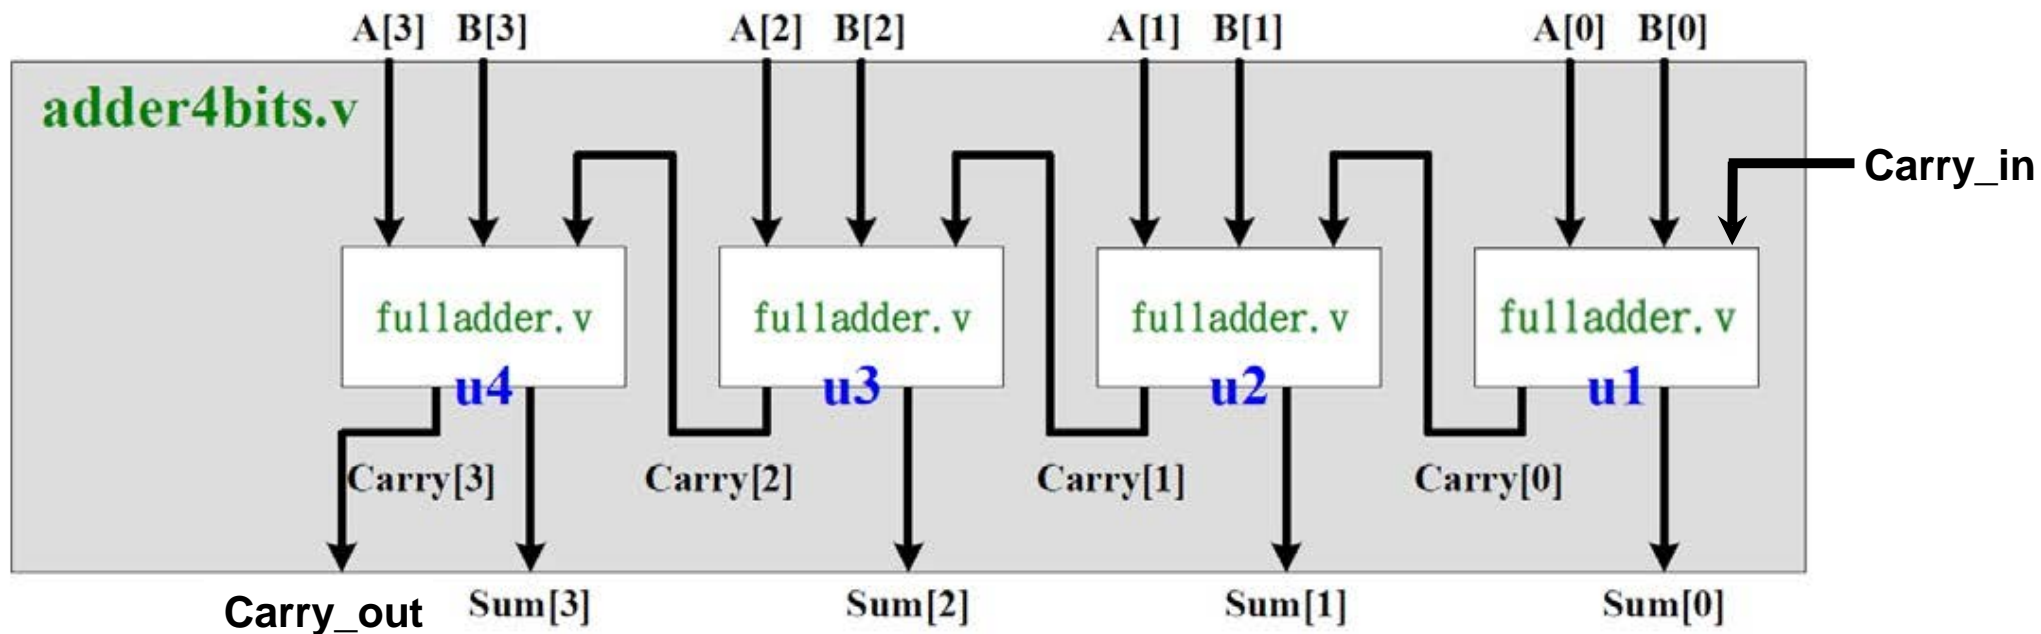 A[3] B[3] A[2] B[2] A[1] B[1] A[0] B[0]
adder4bits.v
Carry_in
fulladder.v fulladder.v fulladder.v fulladder.v
u4 u3 u2 u1
Carry[3] Carry[2] Carry[1] Carry[0]
Carry_out Sum[3] Sum[2] Sum[1] Sum[0]